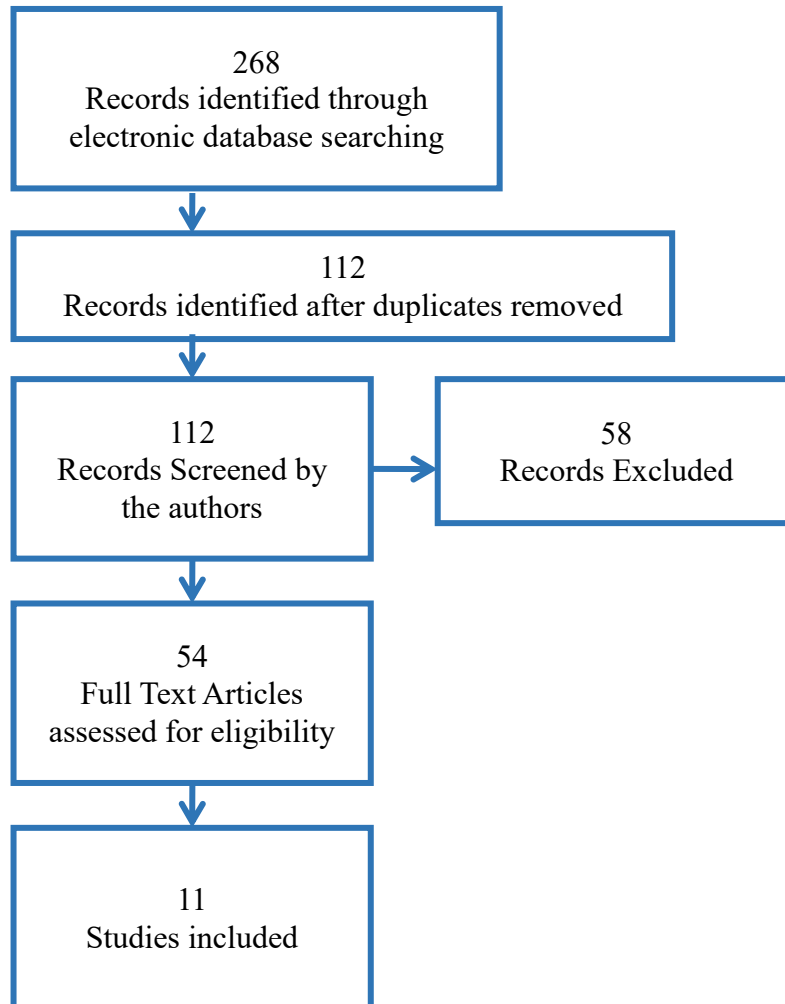 268
Records identified through
electronic database searching
112
Records identified after duplicates removed
112
Records Screened by
the authors
58
Records Excluded
54
Full Text Articles
assessed for eligibility
11
Studies included